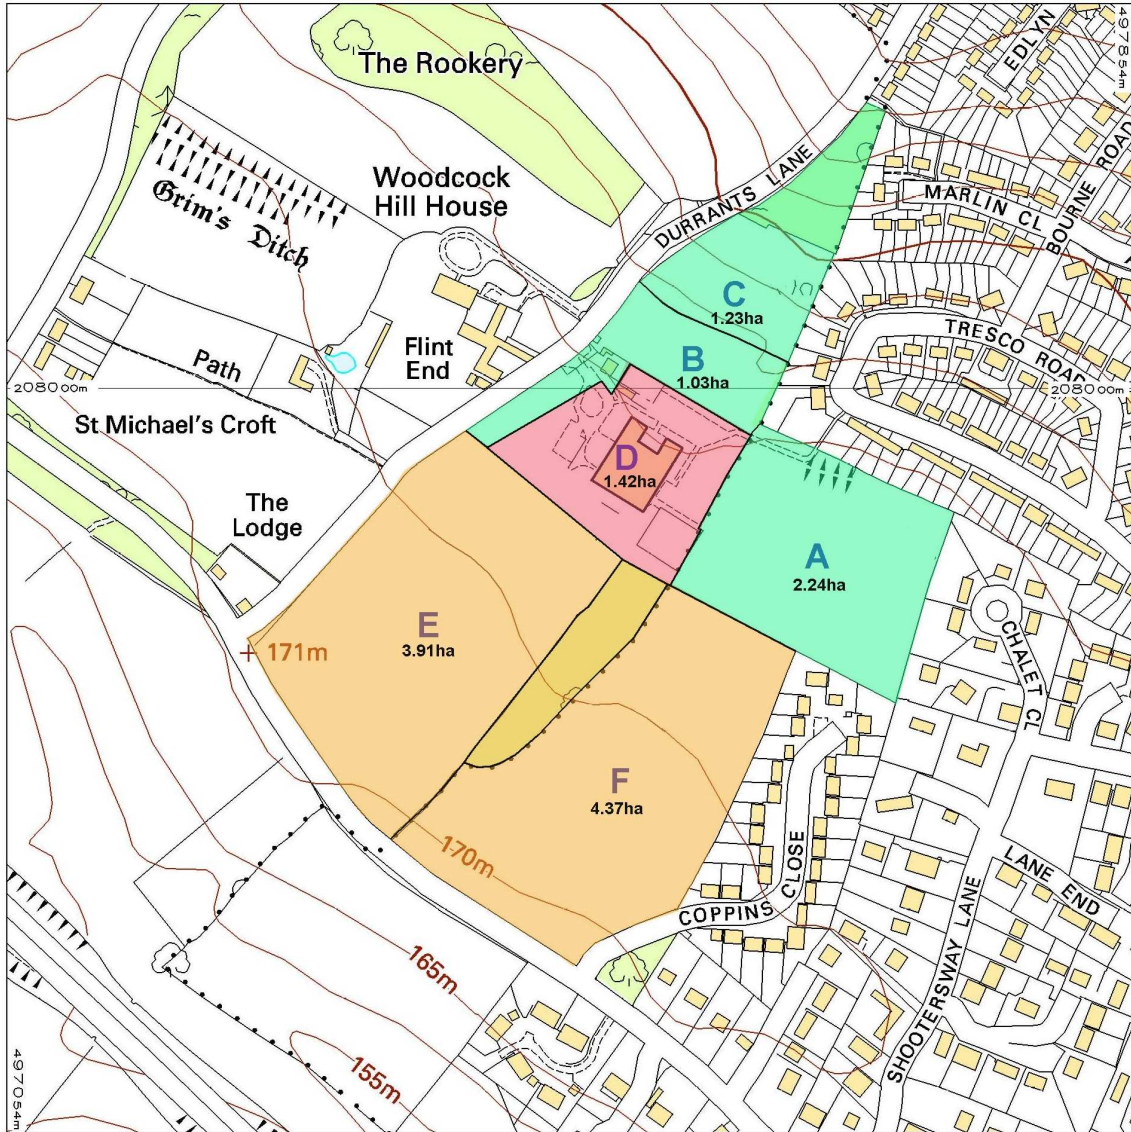 497854m
EDLYN
The Rookery
ROAD
BOURNE
DURRANTS LANE
Woodcock
Hill House
Grim's Ditch
MARLIN CL
C
1.23ha
TRESCO ROAD
Flint
End
Path
B
1.03ha
208000m
208000m
St Michael's Croft
D
1.42ha
The
Lodge
A
2.24ha
E
3.91ha
171m
CHALET CL
F
4.37ha
170m
COPPINS CLOSE
LANE END
SHOOTERSWAY LANE
165m
155m
497054m